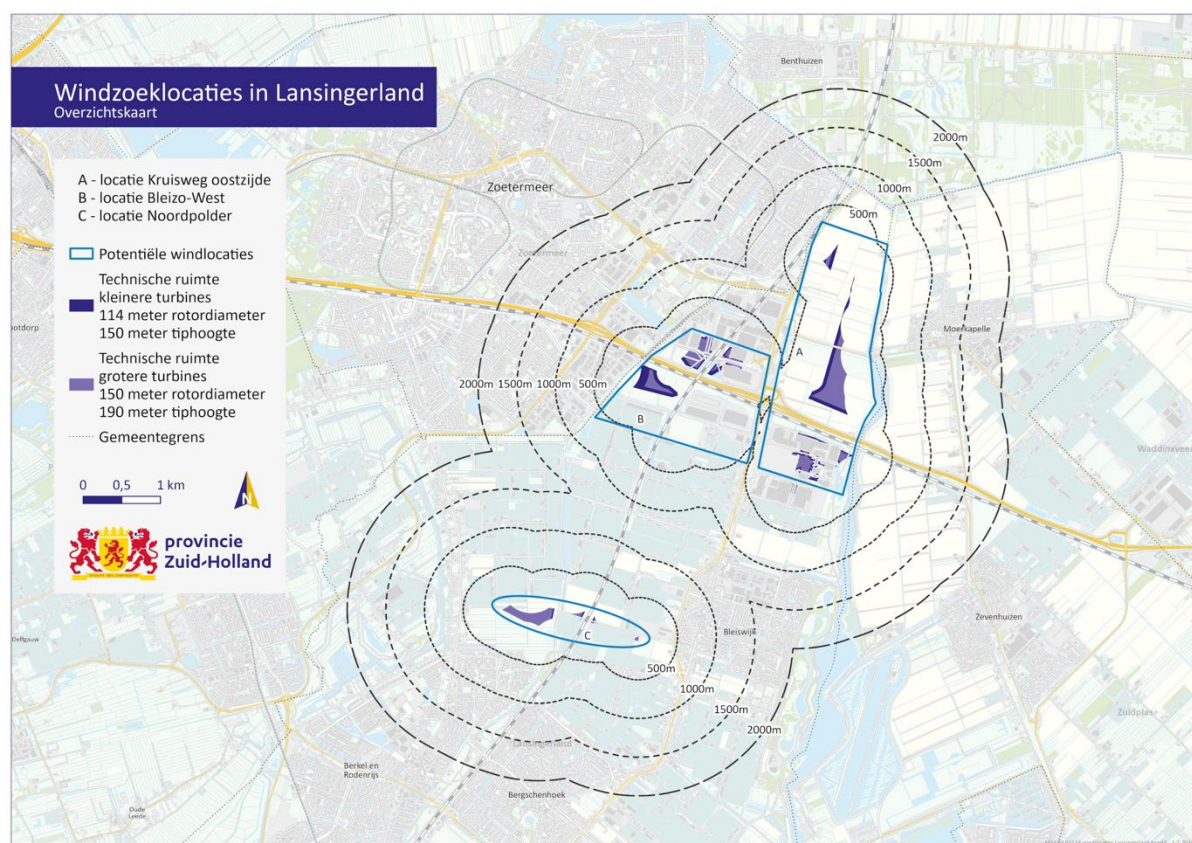 Windzoeklocaties in Lansingerland
Overzichtskaart
A - locatie Kruisweg oostzijde
B - locatie Bleizo-West
C - locatie Noordpolder
Potentiële windlocaties
Technische ruimte
kleinere turbines
114 meter rotordiameter
150 meter tiphoogte
Technische ruimte
grotere turbines
150 meter rotordiameter
190 meter tiphoogte
Gemeentegrens
0 0,5 1 km
N
provincie
Zuid-Holland
Benthuizen
2000m
1500m
1000m
500m
Zoetermeer
Zoetermeer
Moerkapelle
A
2000m 1500m 1000m 500m
B
Waddinxveen
Zevenhuizen
Bleiswijk
C
500m
1000m
1500m
2000m
Zuidplas
Lansingerland
Berkel en
Rodenrijs
Bergschenhoek
Oude
Leede
Delfgauw